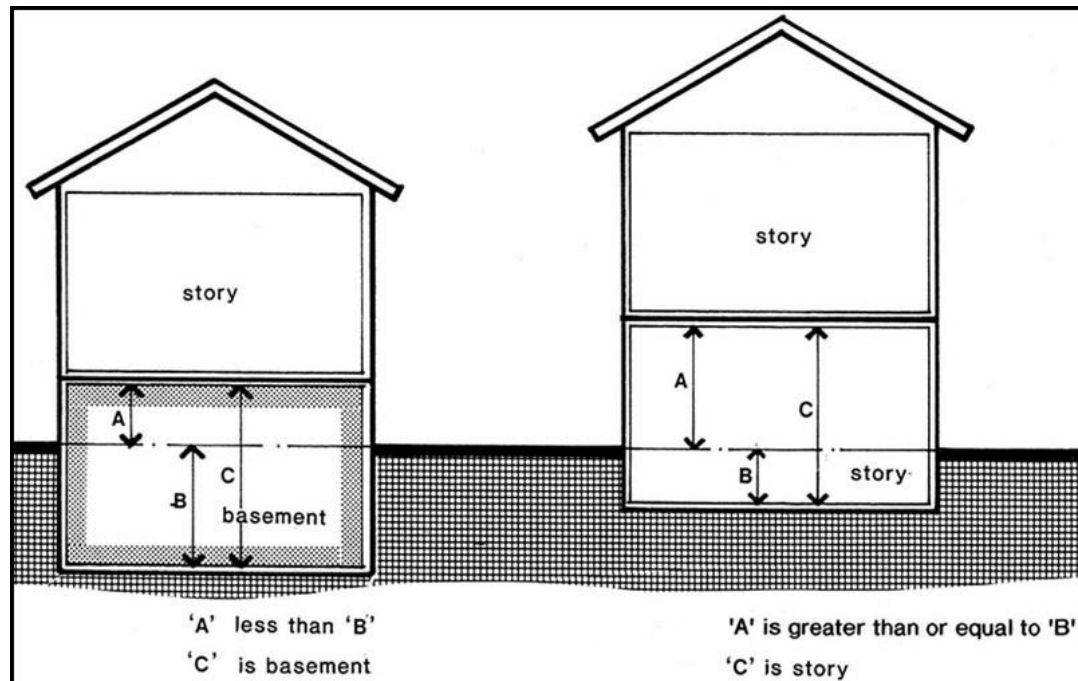 story
A
B
C
basement
'A' less than 'B'
'C' is basement
story
A
C
B
story
'A' is greater than or equal to 'B'
'C' is story